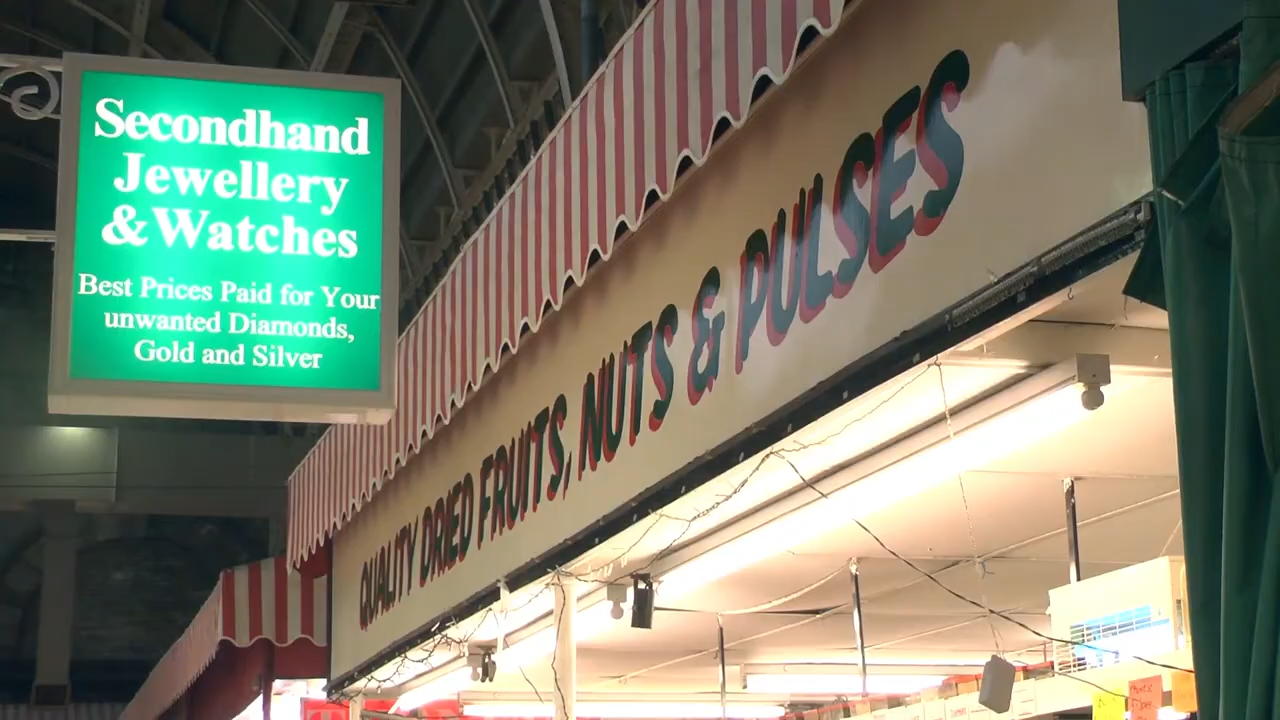 Secondhand
Jewellery
& Watches
Best Prices Paid for Your
unwanted Diamonds,
Gold and Silver
QUALITY DRIED FRUITS, NUTS & PULSES